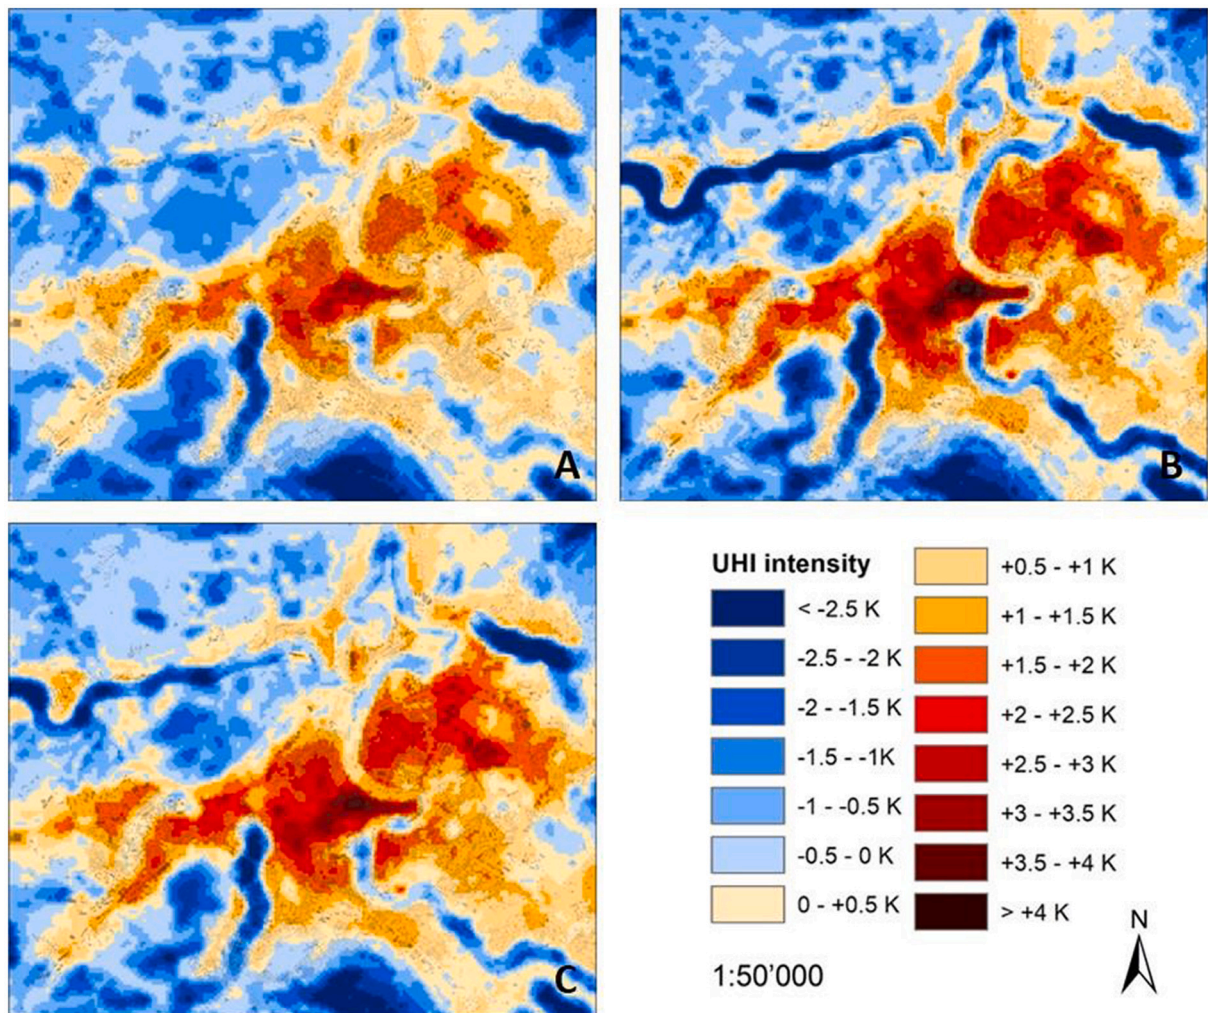 A
B
C
UHI intensity
< -2.5 K
-2.5 - -2 K
-2 - -1.5 K
-1.5 - -1K
-1 - -0.5 K
-0.5 - 0 K
0 - +0.5 K
+0.5 - +1 K
+1 - +1.5 K
+1.5 - +2 K
+2 - +2.5 K
+2.5 - +3 K
+3 - +3.5 K
+3.5 - +4 K
> +4 K
1:50'000
N